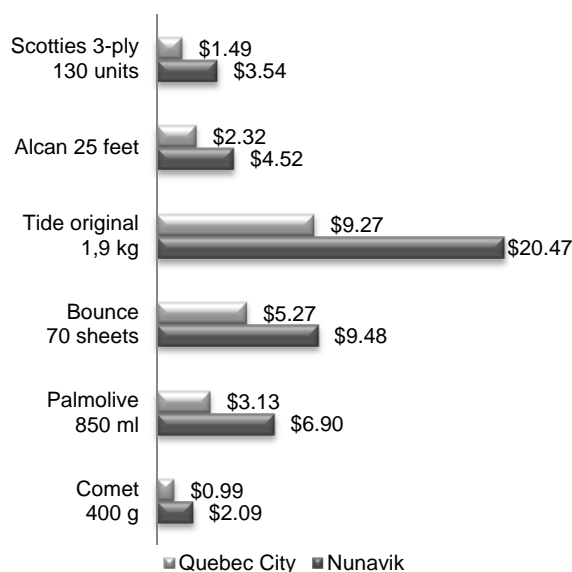 Scotties 3-ply
130 units
$1.49
$3.54
Alcan 25 feet
$2.32
$4.52
Tide original
1,9 kg
$9.27
$20.47
Bounce
70 sheets
$5.27
$9.48
Palmolive
850 ml
$3.13
$6.90
Comet
400 g
$0.99
$2.09
Quebec City Nunavik